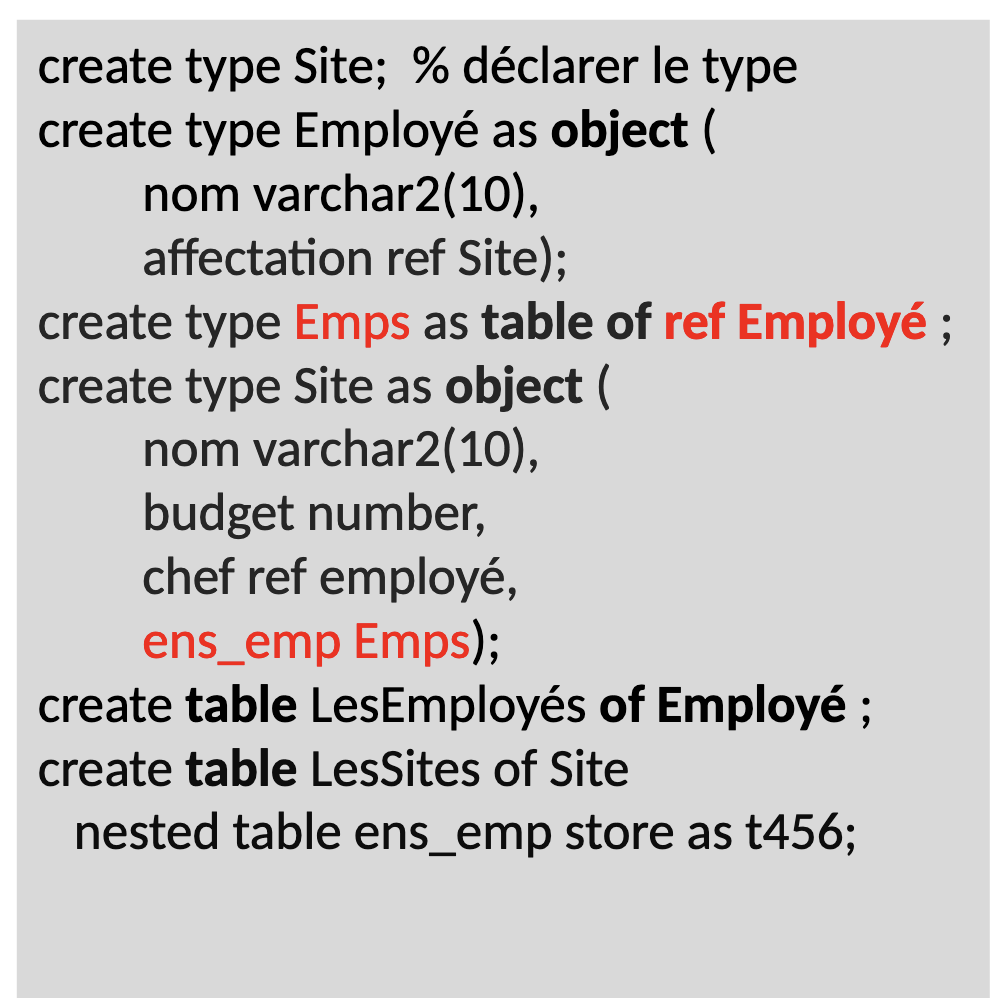 create type Site;  % déclarer le type
create type Employé as object (
nom varchar2(10),
affectation ref Site);
create type Emps as table of ref Employé ;
create type Site as object (
nom varchar2(10),
budget number,
chef ref employé,
ens_emp Emps);
create table LesEmployés of Employé ;
create table LesSites of Site
nested table ens_emp store as t456;